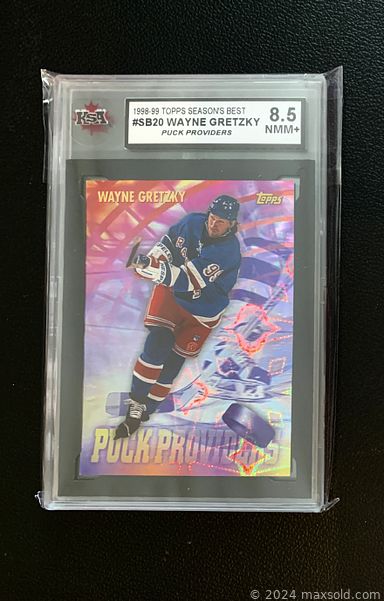 KSA
1998-99 TOPPS SEASON'S BEST
#SB20 WAYNE GRETZKY
PUCK PROVIDERS
8.5
NMM+
WAYNE GRETZKY
Topps
PUCK PROVIDERS
© 2024 maxsold.com